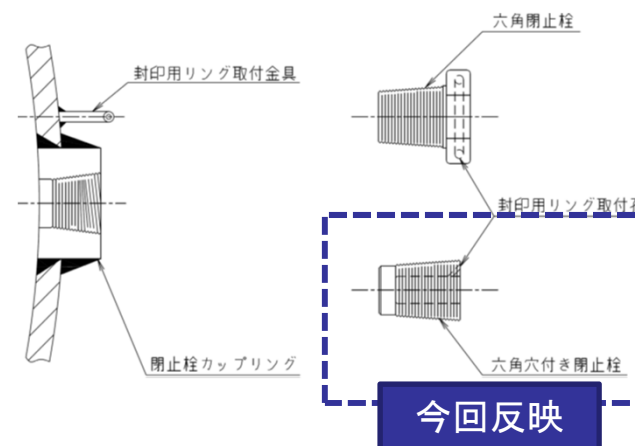 六角閉止栓
封印用リング取付金具
封印用リング取付孔
六角穴付き閉止栓
閉止栓カップリング
今回反映